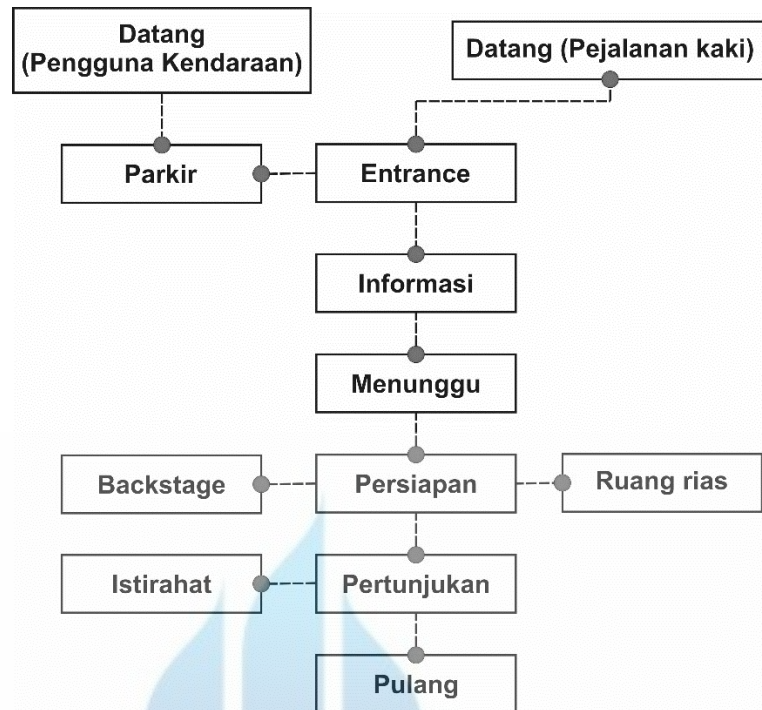 Datang
(Pengguna Kendaraan)
Datang (Pejalanan kaki)
Parkir
Entrance
Informasi
Menunggu
Backstage
Persiapan
Ruang rias
Istirahat
Pertunjukan
Pulang